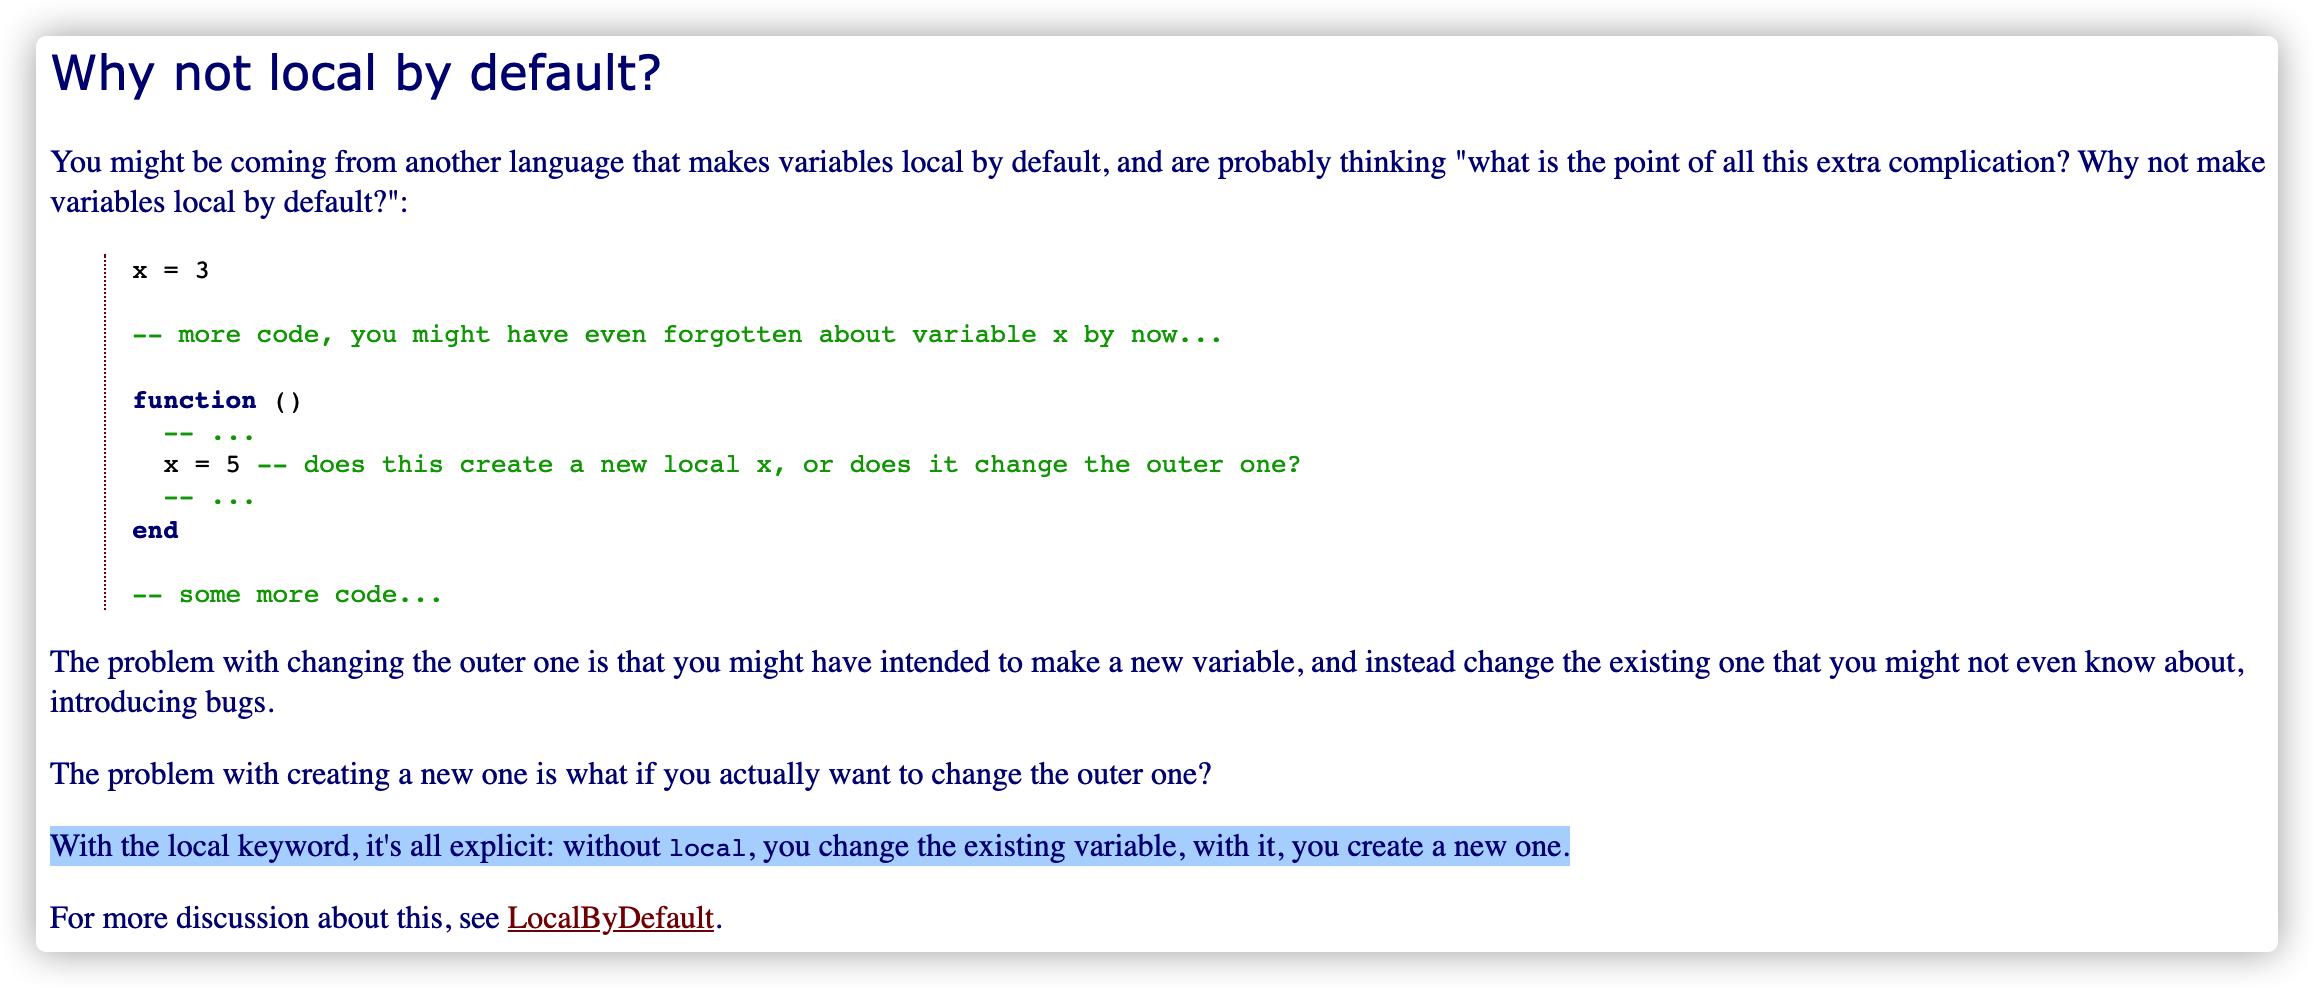 Why not local by default?
You might be coming from another language that makes variables local by default, and are probably thinking "what is the point of all this extra complication? Why not make
variables local by default?":
x = 3
-- more code, you might have even forgotten about variable x by now...
function ()
-- ...
x = 5 -- does this create a new local x, or does it change the outer one?
-- ...
end
-- some more code...
The problem with changing the outer one is that you might have intended to make a new variable, and instead change the existing one that you might not even know about,
introducing bugs.
The problem with creating a new one is what if you actually want to change the outer one?
With the local keyword, it's all explicit: without local, you change the existing variable, with it, you create a new one.
For more discussion about this, see LocalByDefault.